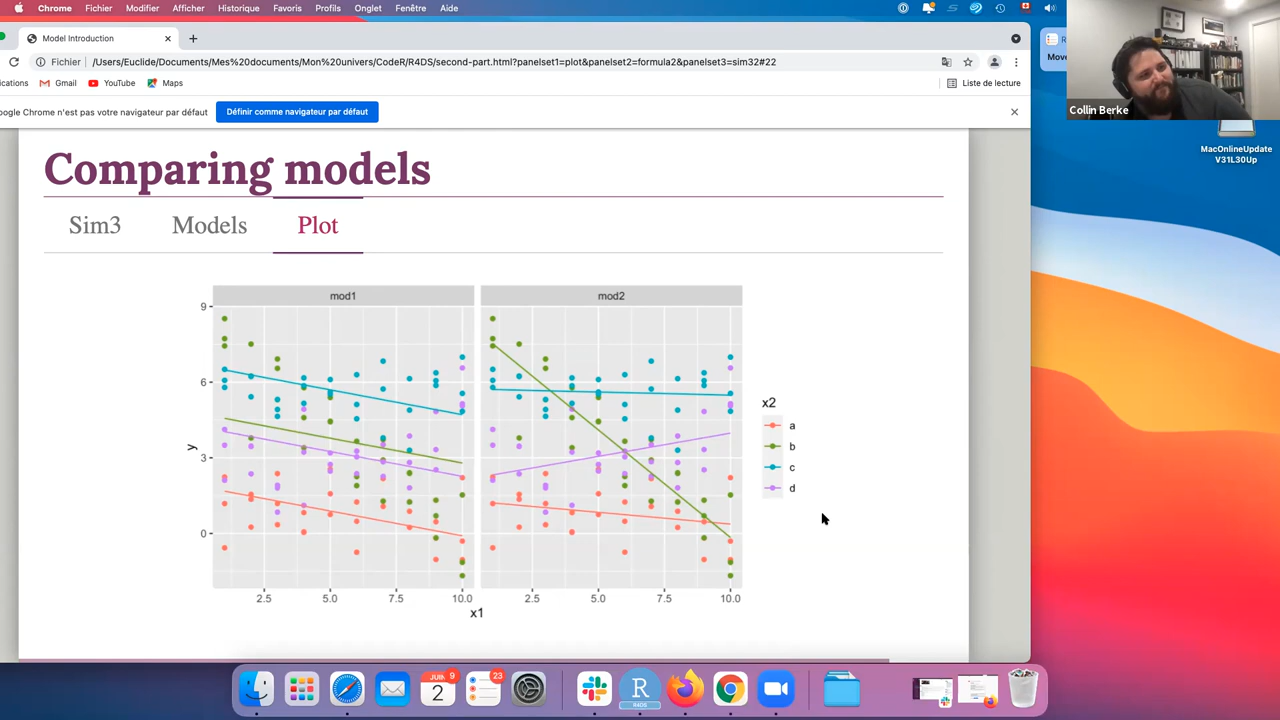 Chrome Fichier Modifier Afficher Historique Favoris Profils Onglet Fenêtre Aide
Model Introduction
Fichier /Users/Euclide/Documents/Mes%20documents/Mon%20univers/CodeR/R4DS/second-part.html?panelset1=plot&panelset2=formula2&panelset3=sim32#22
Gmail YouTube Maps Liste de lecture
Chrome n'est pas votre navigateur par défaut Définir comme navigateur par défaut
Collin Berke
MacOnlineUpdate
V31L30Up
Comparing models
Sim3 Models Plot
mod1 mod2
9
6
3
0
y
2.5 5.0 7.5 10.0 2.5 5.0 7.5 10.0
x1
x2
a
b
c
d
JUIN 9
2
23
R
R4DS